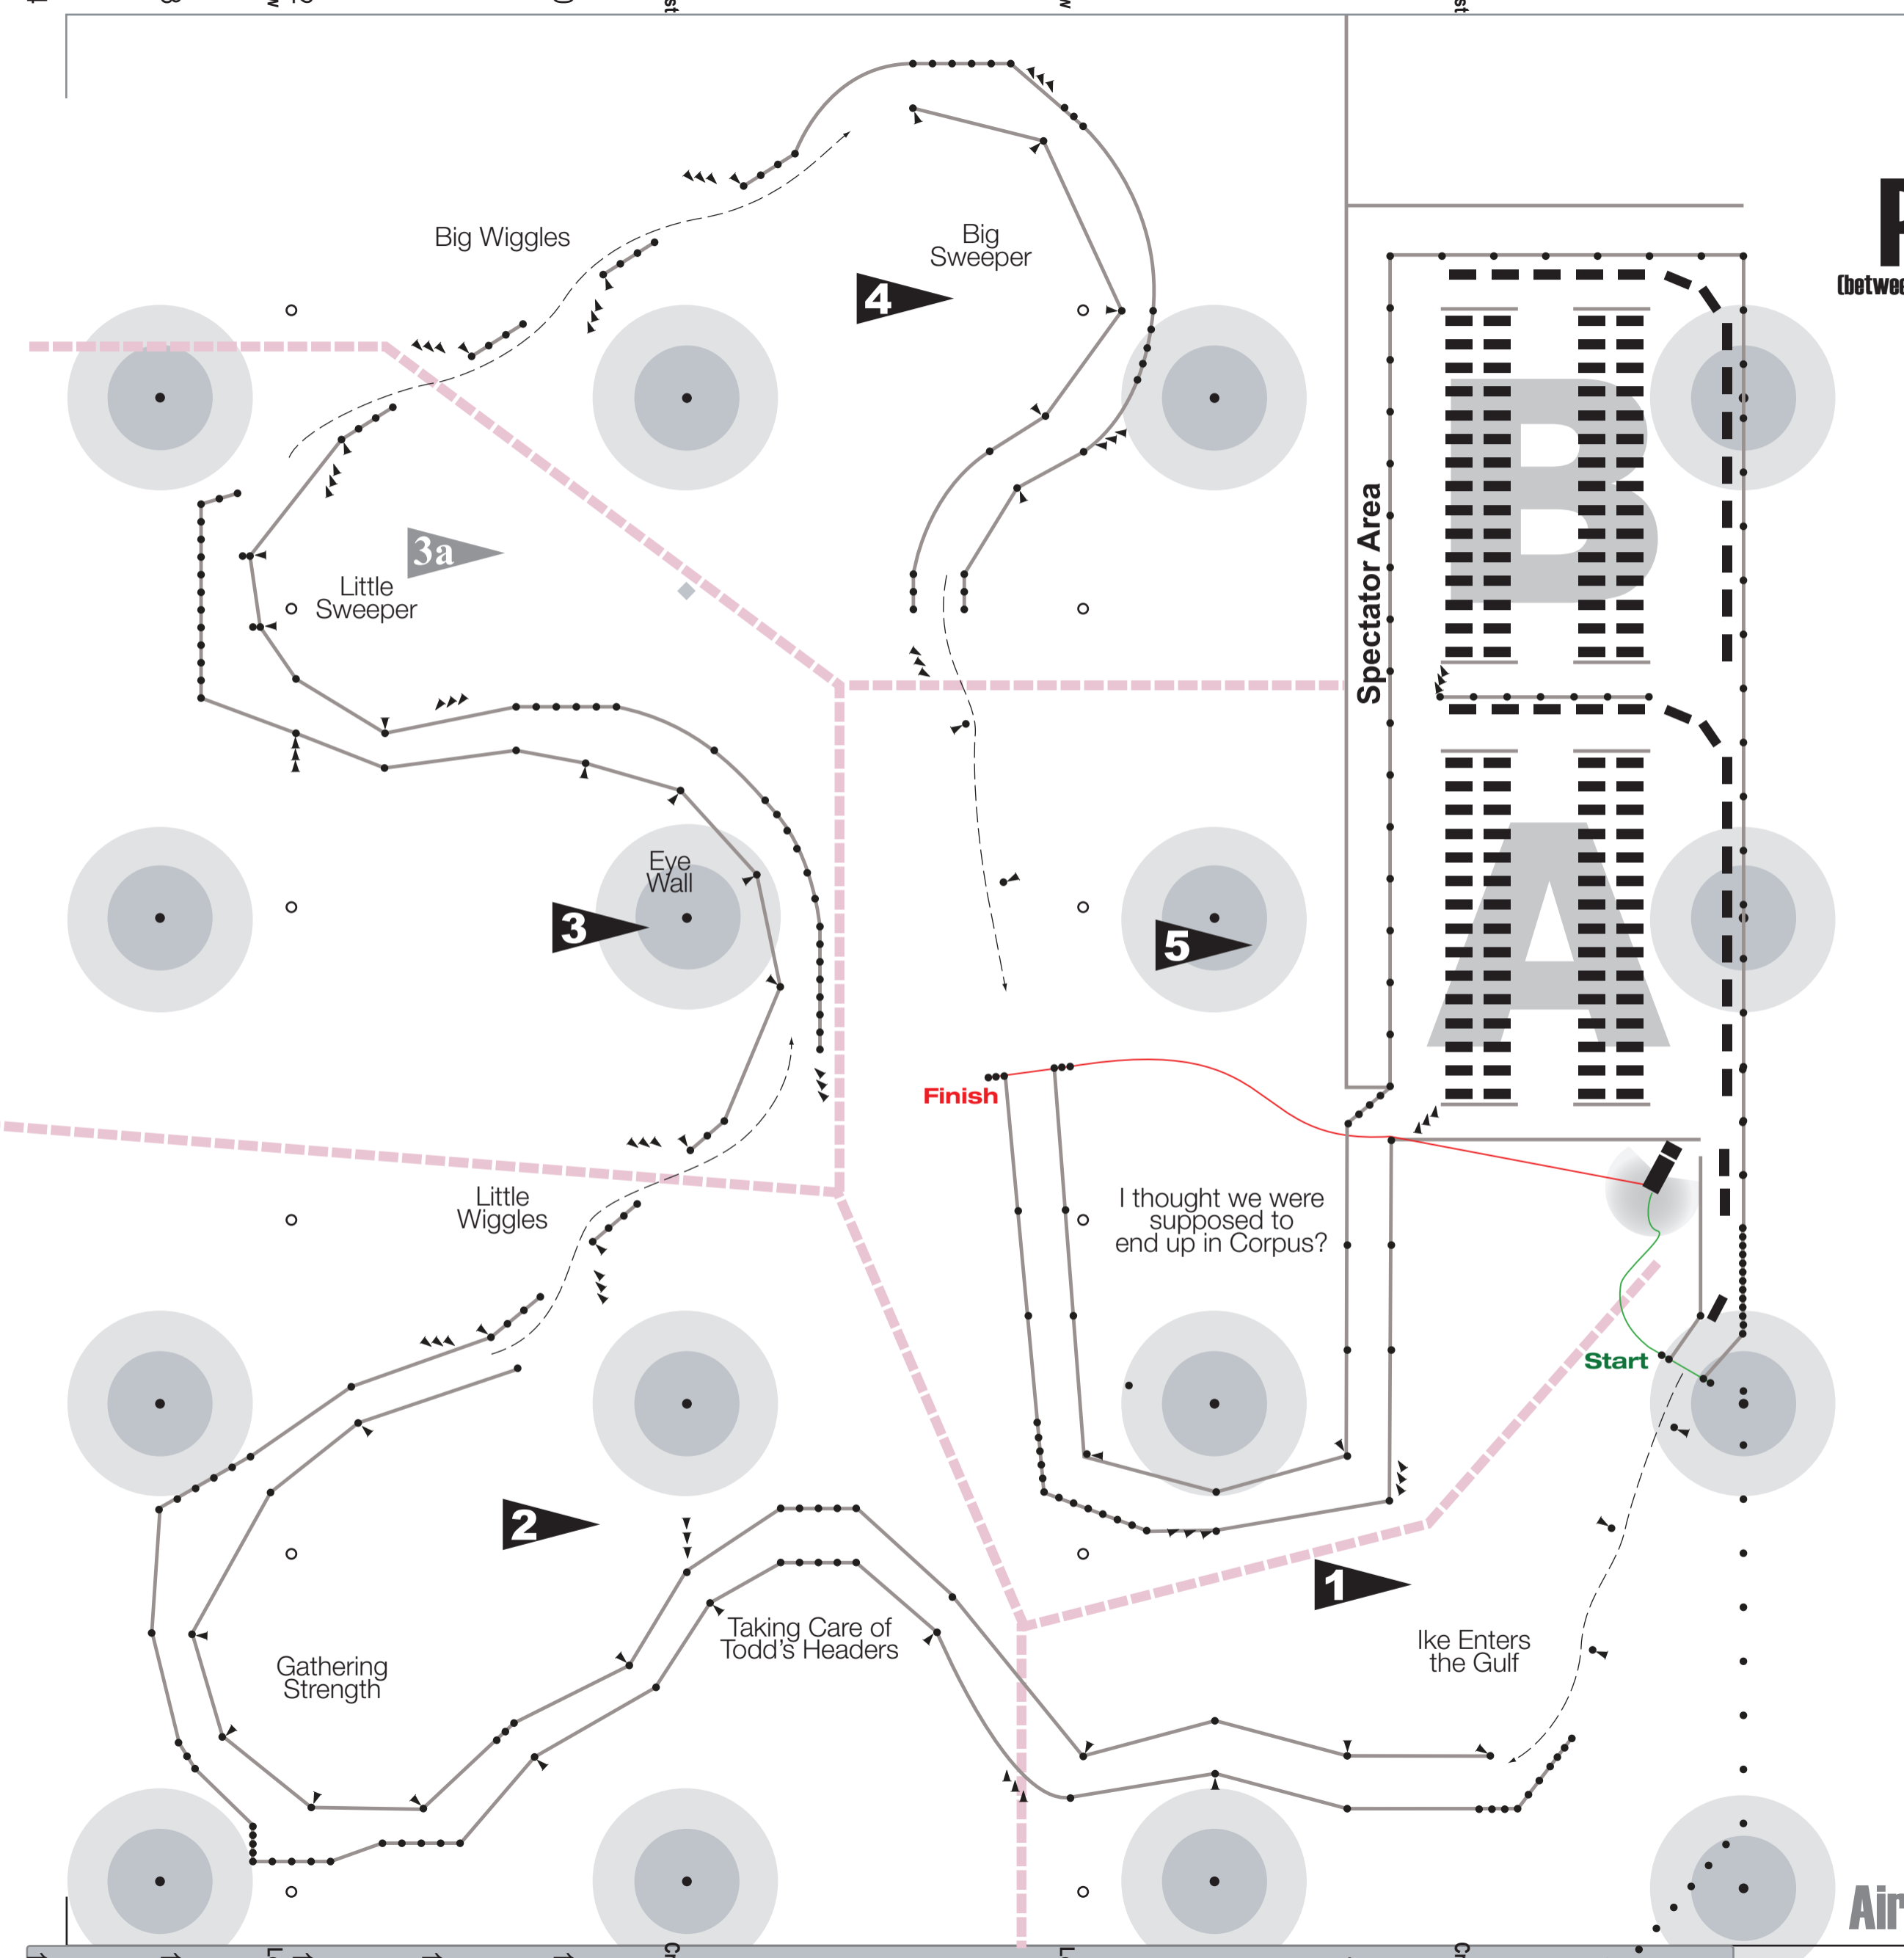 Big Wiggles
Big
Sweeper
4
3a
Little
Sweeper
Spectator Area
B
A
Eye
Wall
3
5
Finish
Little
Wiggles
I thought we were
supposed to
end up in Corpus?
Start
2
1
Taking Care of
Todd's Headers
Ike Enters
the Gulf
Gathering
Strength
Air